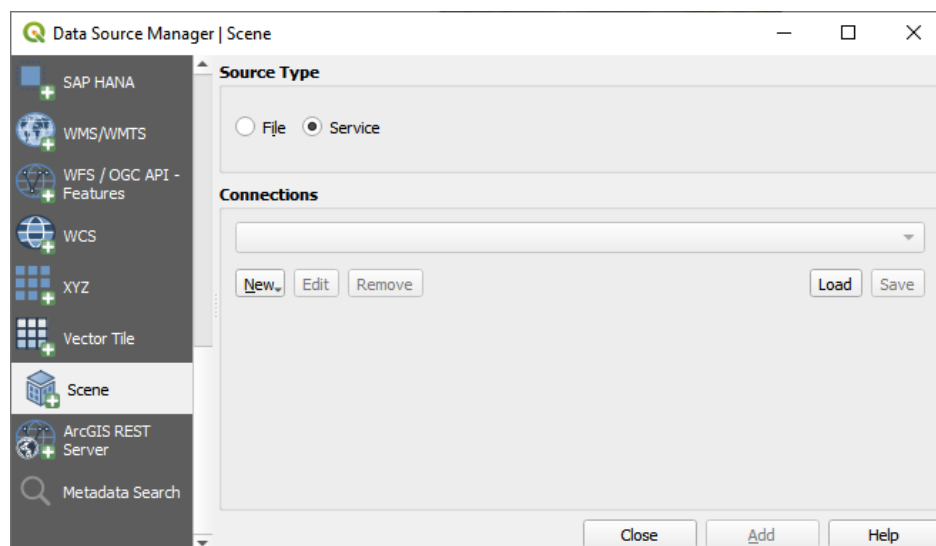 Data Source Manager | Scene
SAP HANA
WMS/WMTS
WFS / OGC API -
Features
WCS
XYZ
Vector Tile
Scene
ArcGIS REST
Server
Metadata Search
Source Type
File Service
Connections
New Edit Remove Load Save
Close Add Help